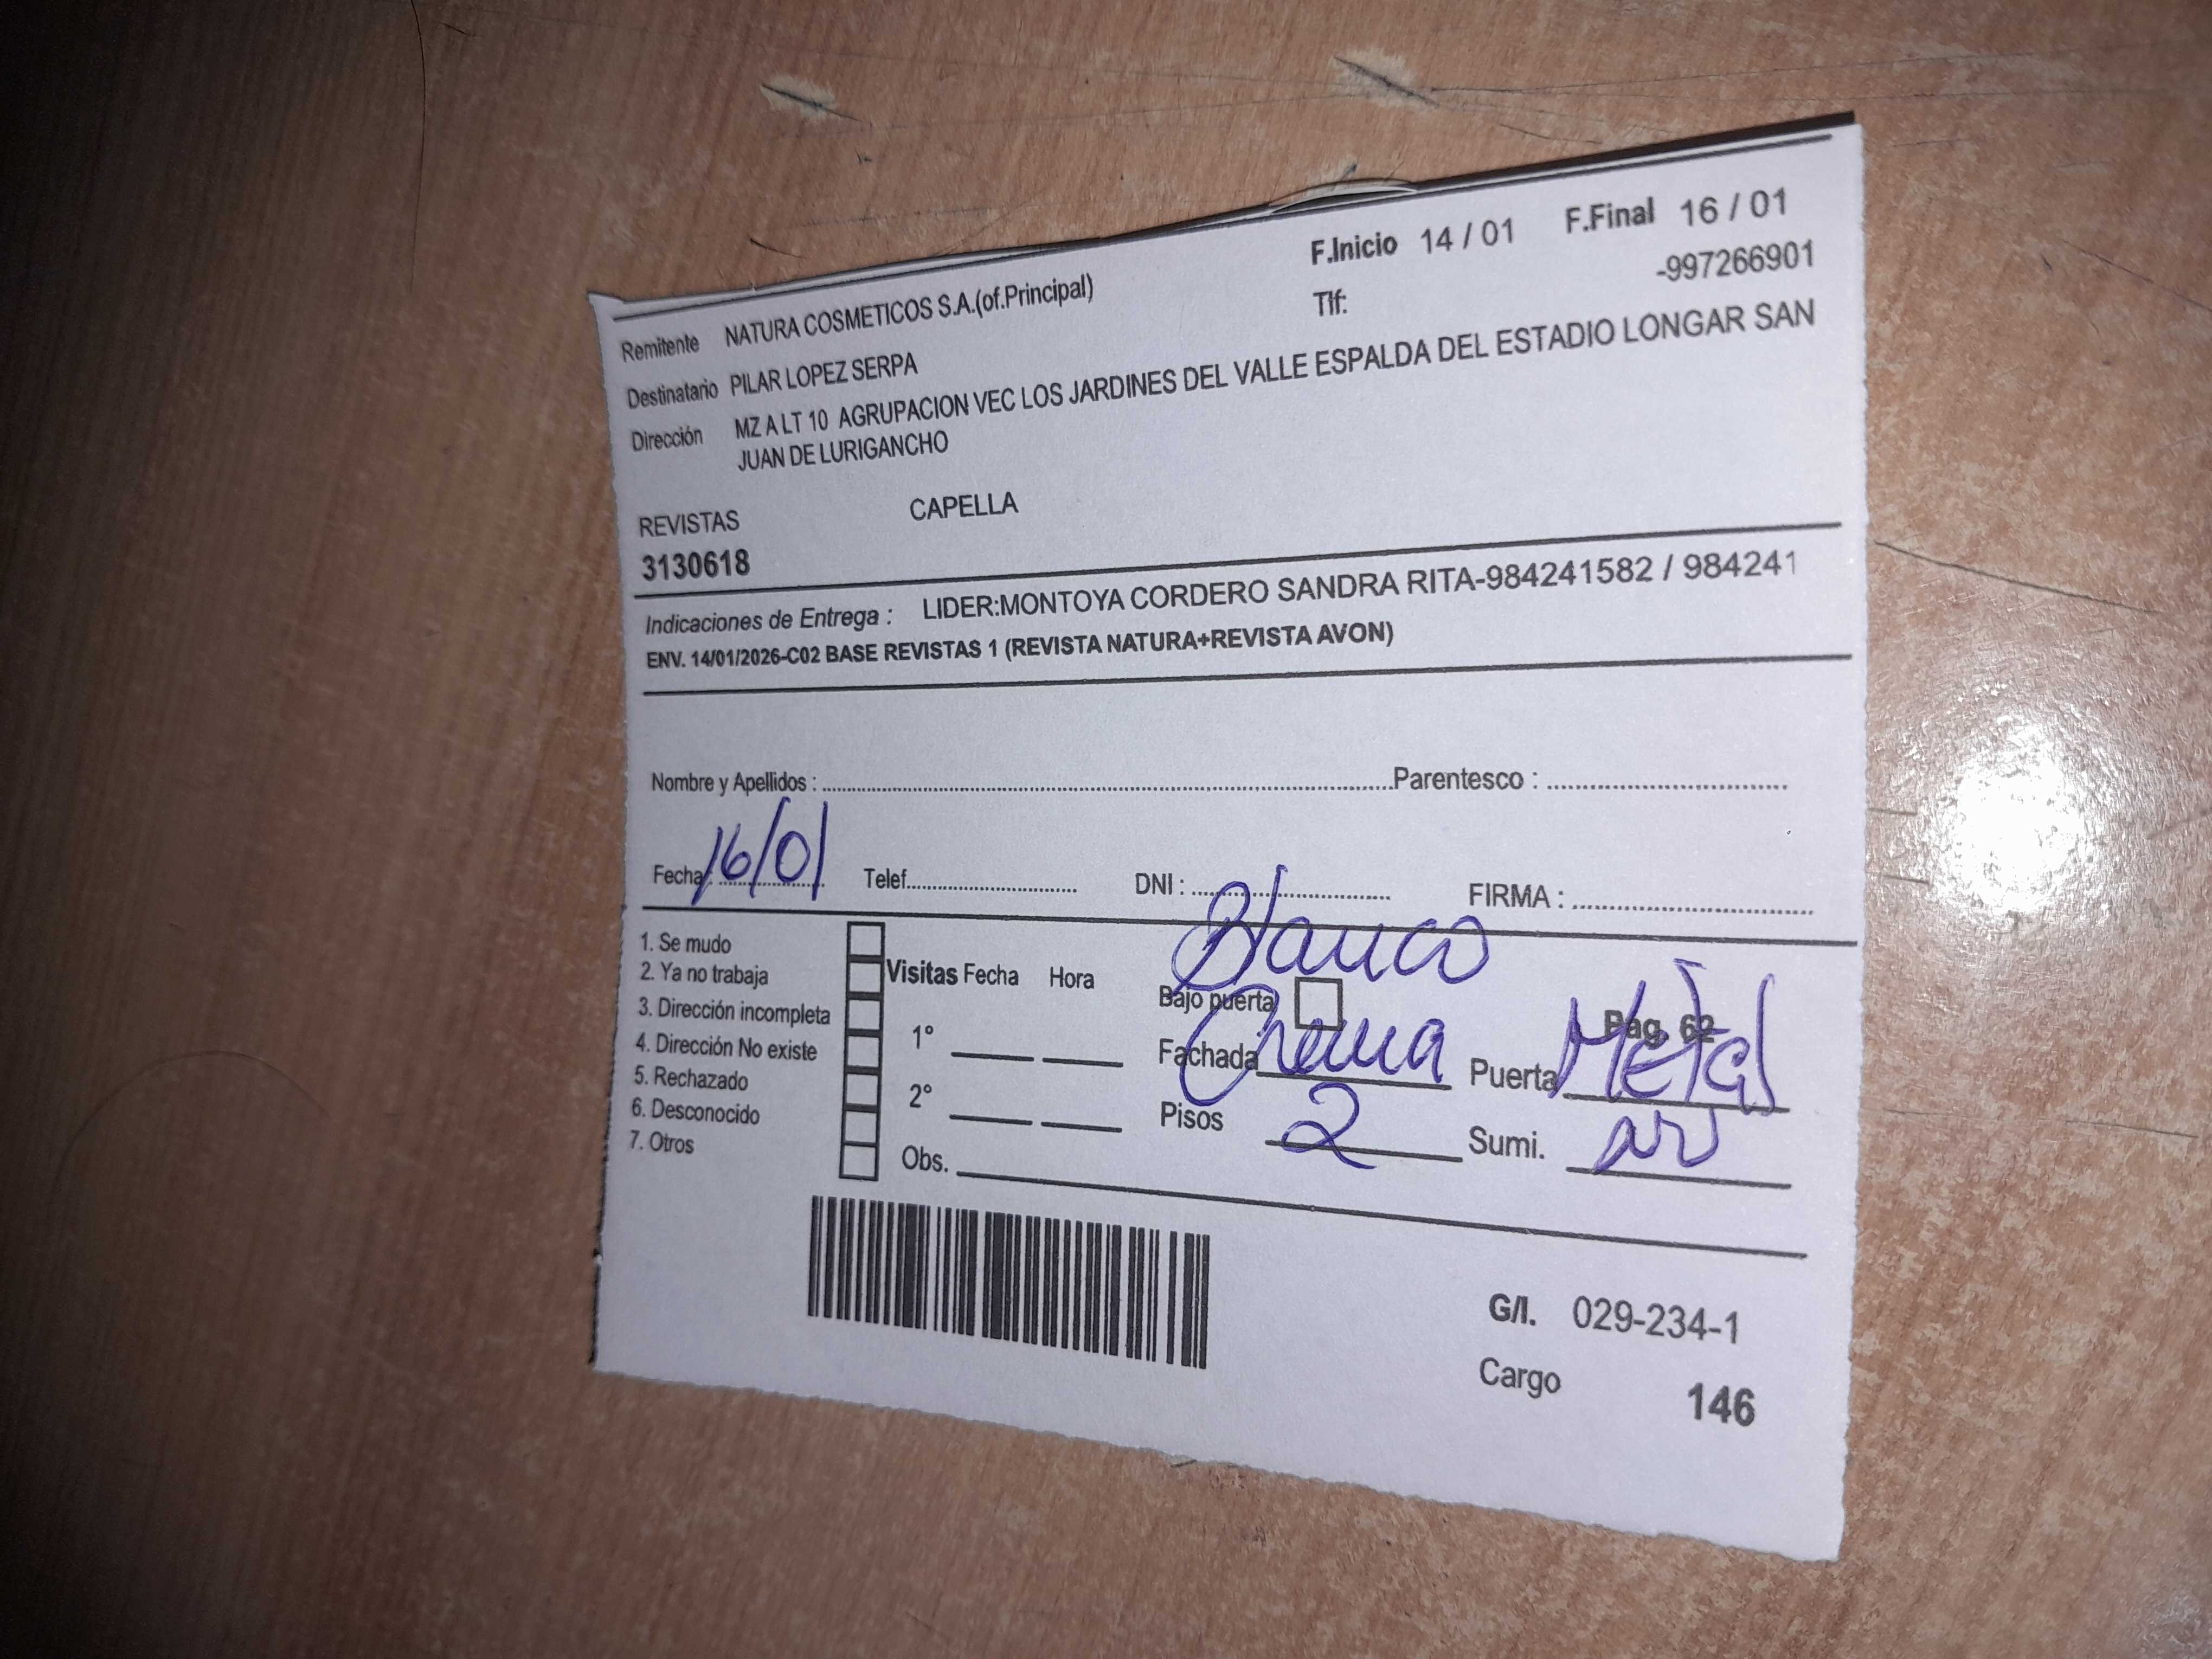 F.Inicio 14 / 01 F.Final 16 / 01
Remitente NATURA COSMETICOS S.A.(of.Principal) Tlf: -997266901
Destinatario PILAR LOPEZ SERPA
Dirección MZ A LT 10 AGRUPACION VEC LOS JARDINES DEL VALLE ESPALDA DEL ESTADIO LONGAR SAN
JUAN DE LURIGANCHO
REVISTAS CAPELLA
3130618
Indicaciones de Entrega : LIDER:MONTOYA CORDERO SANDRA RITA-984241582 / 984241
ENV. 14/01/2026-C02 BASE REVISTAS 1 (REVISTA NATURA+REVISTA AVON)
Nombre y Apellidos : Parentesco :
Fecha : 16/01 Telef. DNI : FIRMA :
Blanco
1. Se mudo
2. Ya no trabaja
3. Dirección incompleta
4. Dirección No existe
5. Rechazado
6. Desconocido
7. Otros
Visitas Fecha Hora
1°
2°
Obs.
Bajo puerta Pag. 62
Fachada Crema Puerta Metal
Pisos 2 Sumi.
G/I. 029-234-1
Cargo 146